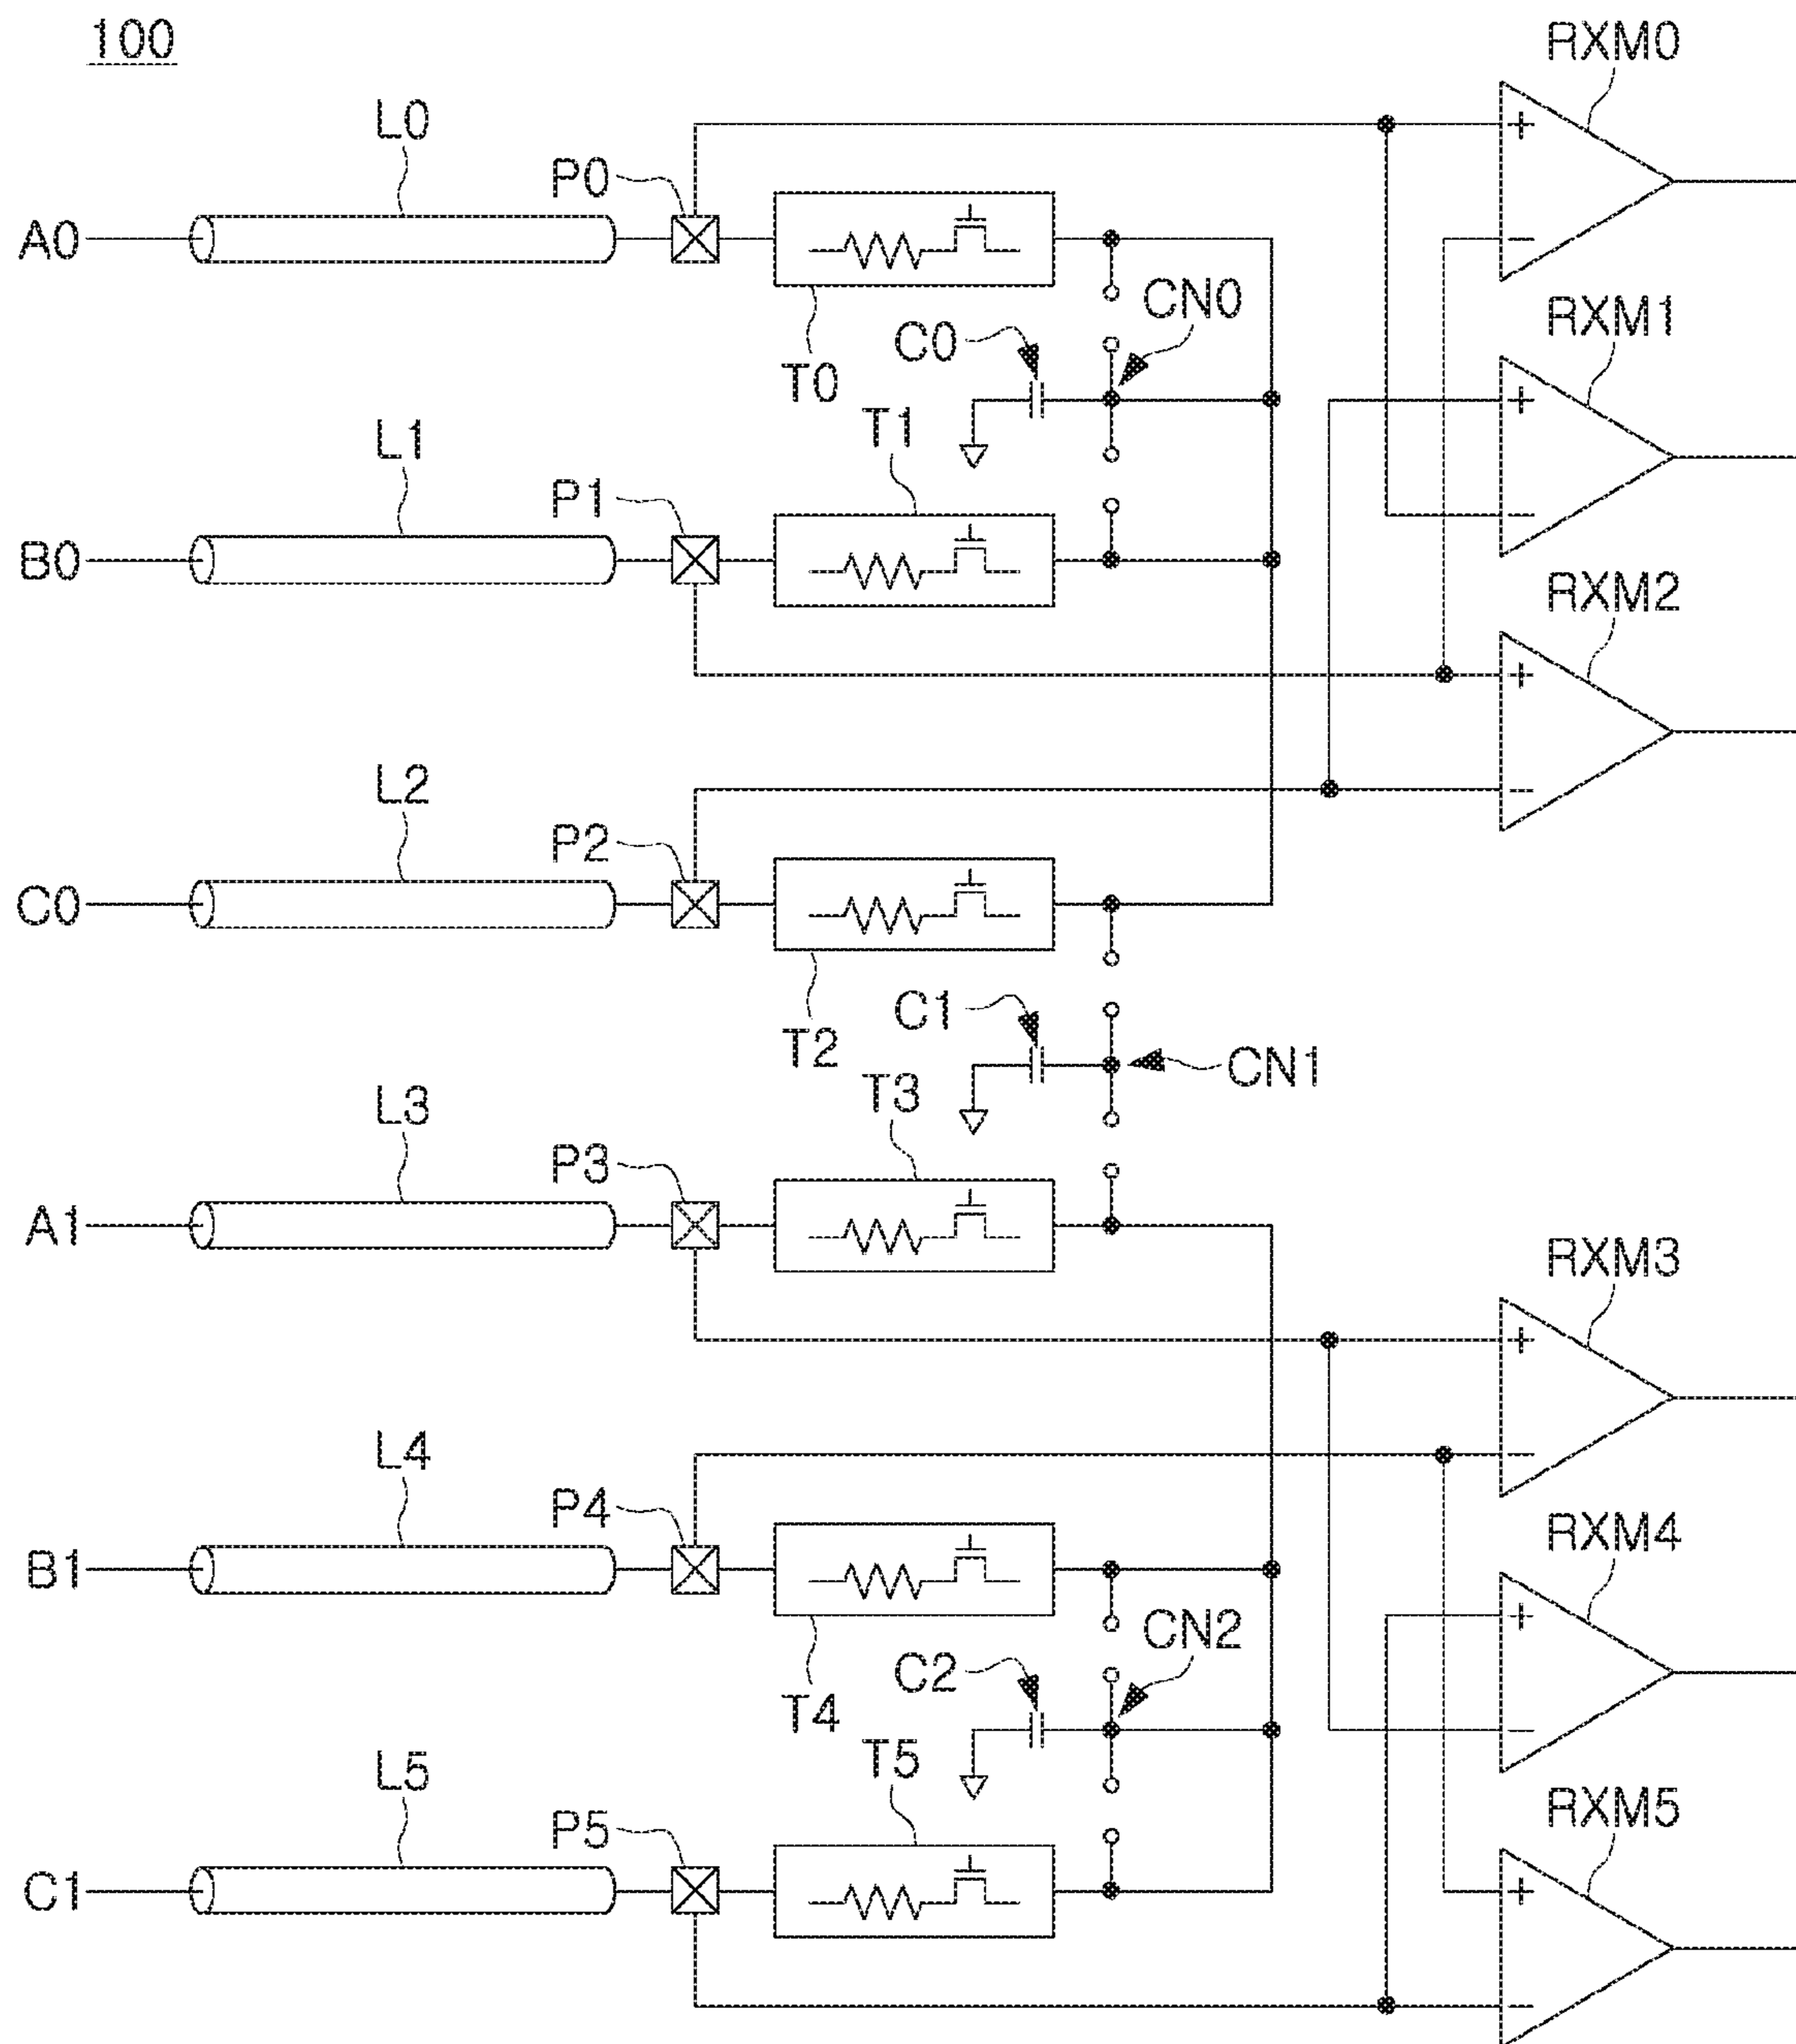 100
RXM0
L0
P0
A0
+
−
CN0
C0
T0
RXM1
T1
L1
P1
+
−
B0
RXM2
+
−
L2
P2
C0
C1
T2
CN1
T3
L3
P3
A1
RXM3
+
−
L4
P4
B1
RXM4
+
−
CN2
C2
T4
T5
L5
P5
C1
RXM5
+
−